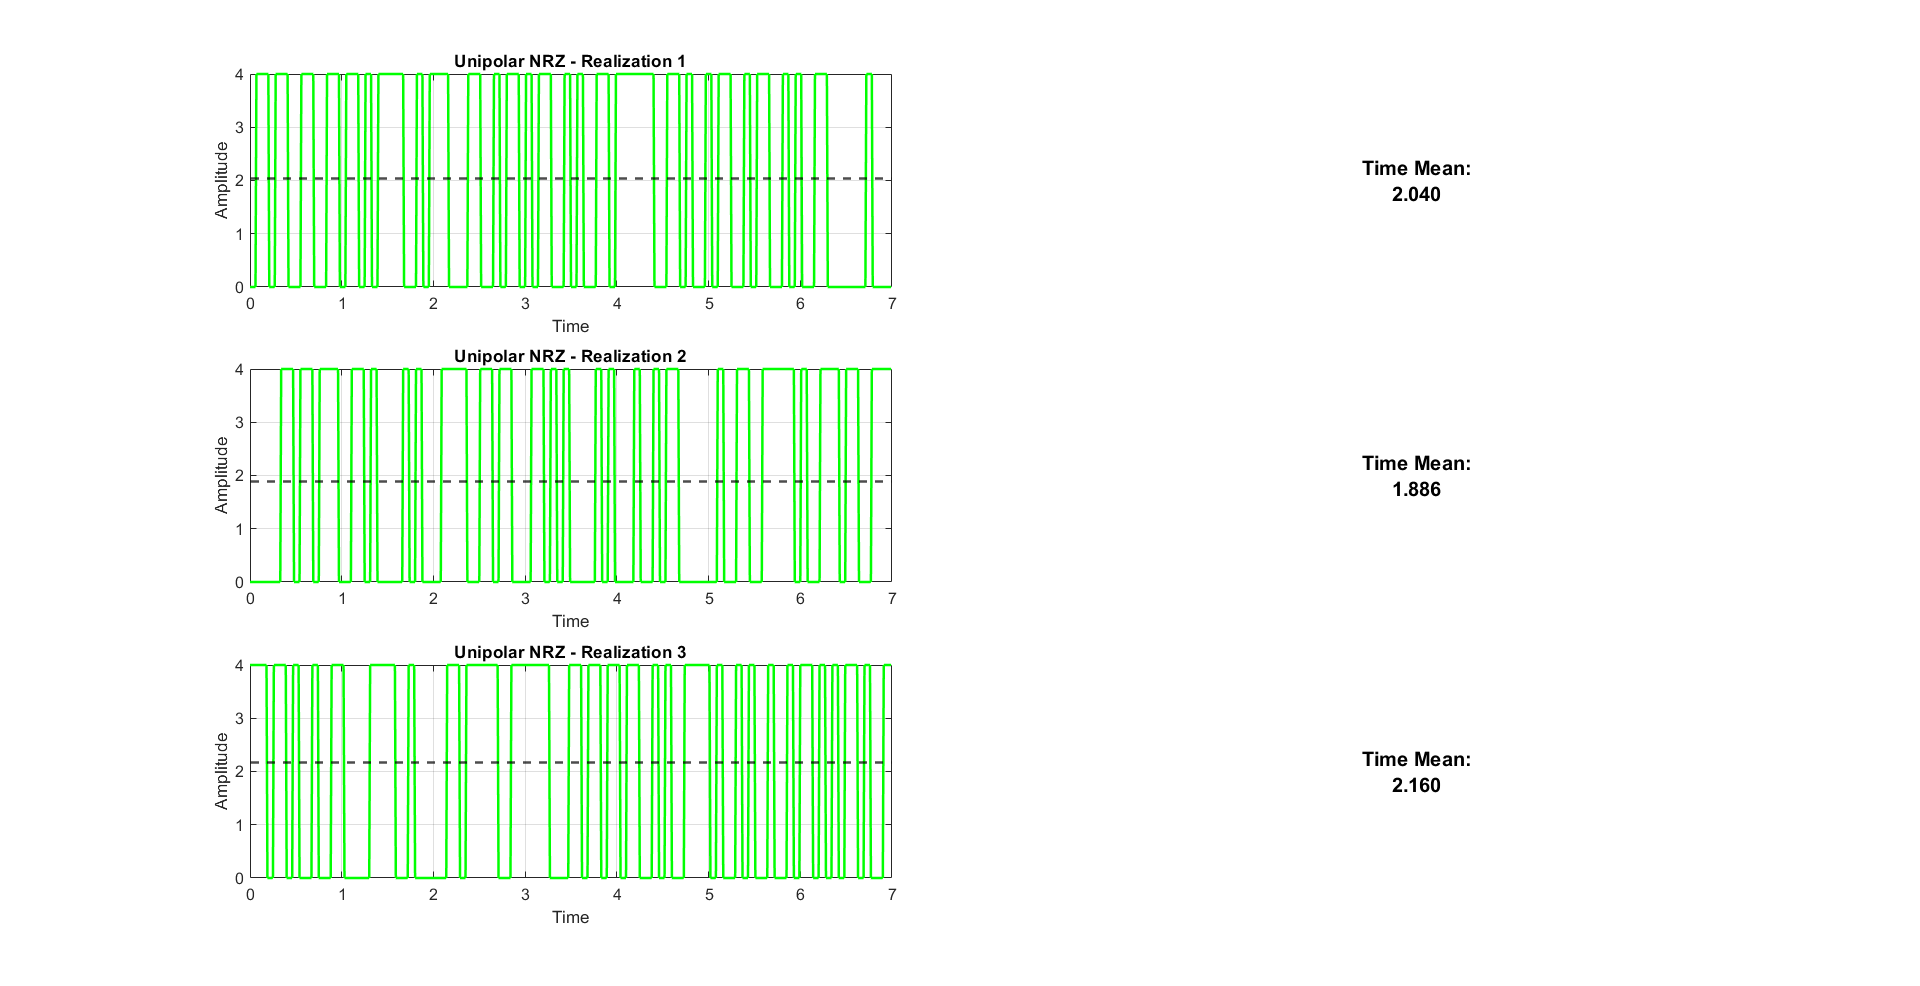 Unipolar NRZ - Realization 1
4
3
2
1
0
Amplitude
0 1 2 3 4 5 6 7
Time
Time Mean:
2.040
Unipolar NRZ - Realization 2
4
3
2
1
0
Amplitude
0 1 2 3 4 5 6 7
Time
Time Mean:
1.886
Unipolar NRZ - Realization 3
4
3
2
1
0
Amplitude
0 1 2 3 4 5 6 7
Time
Time Mean:
2.160